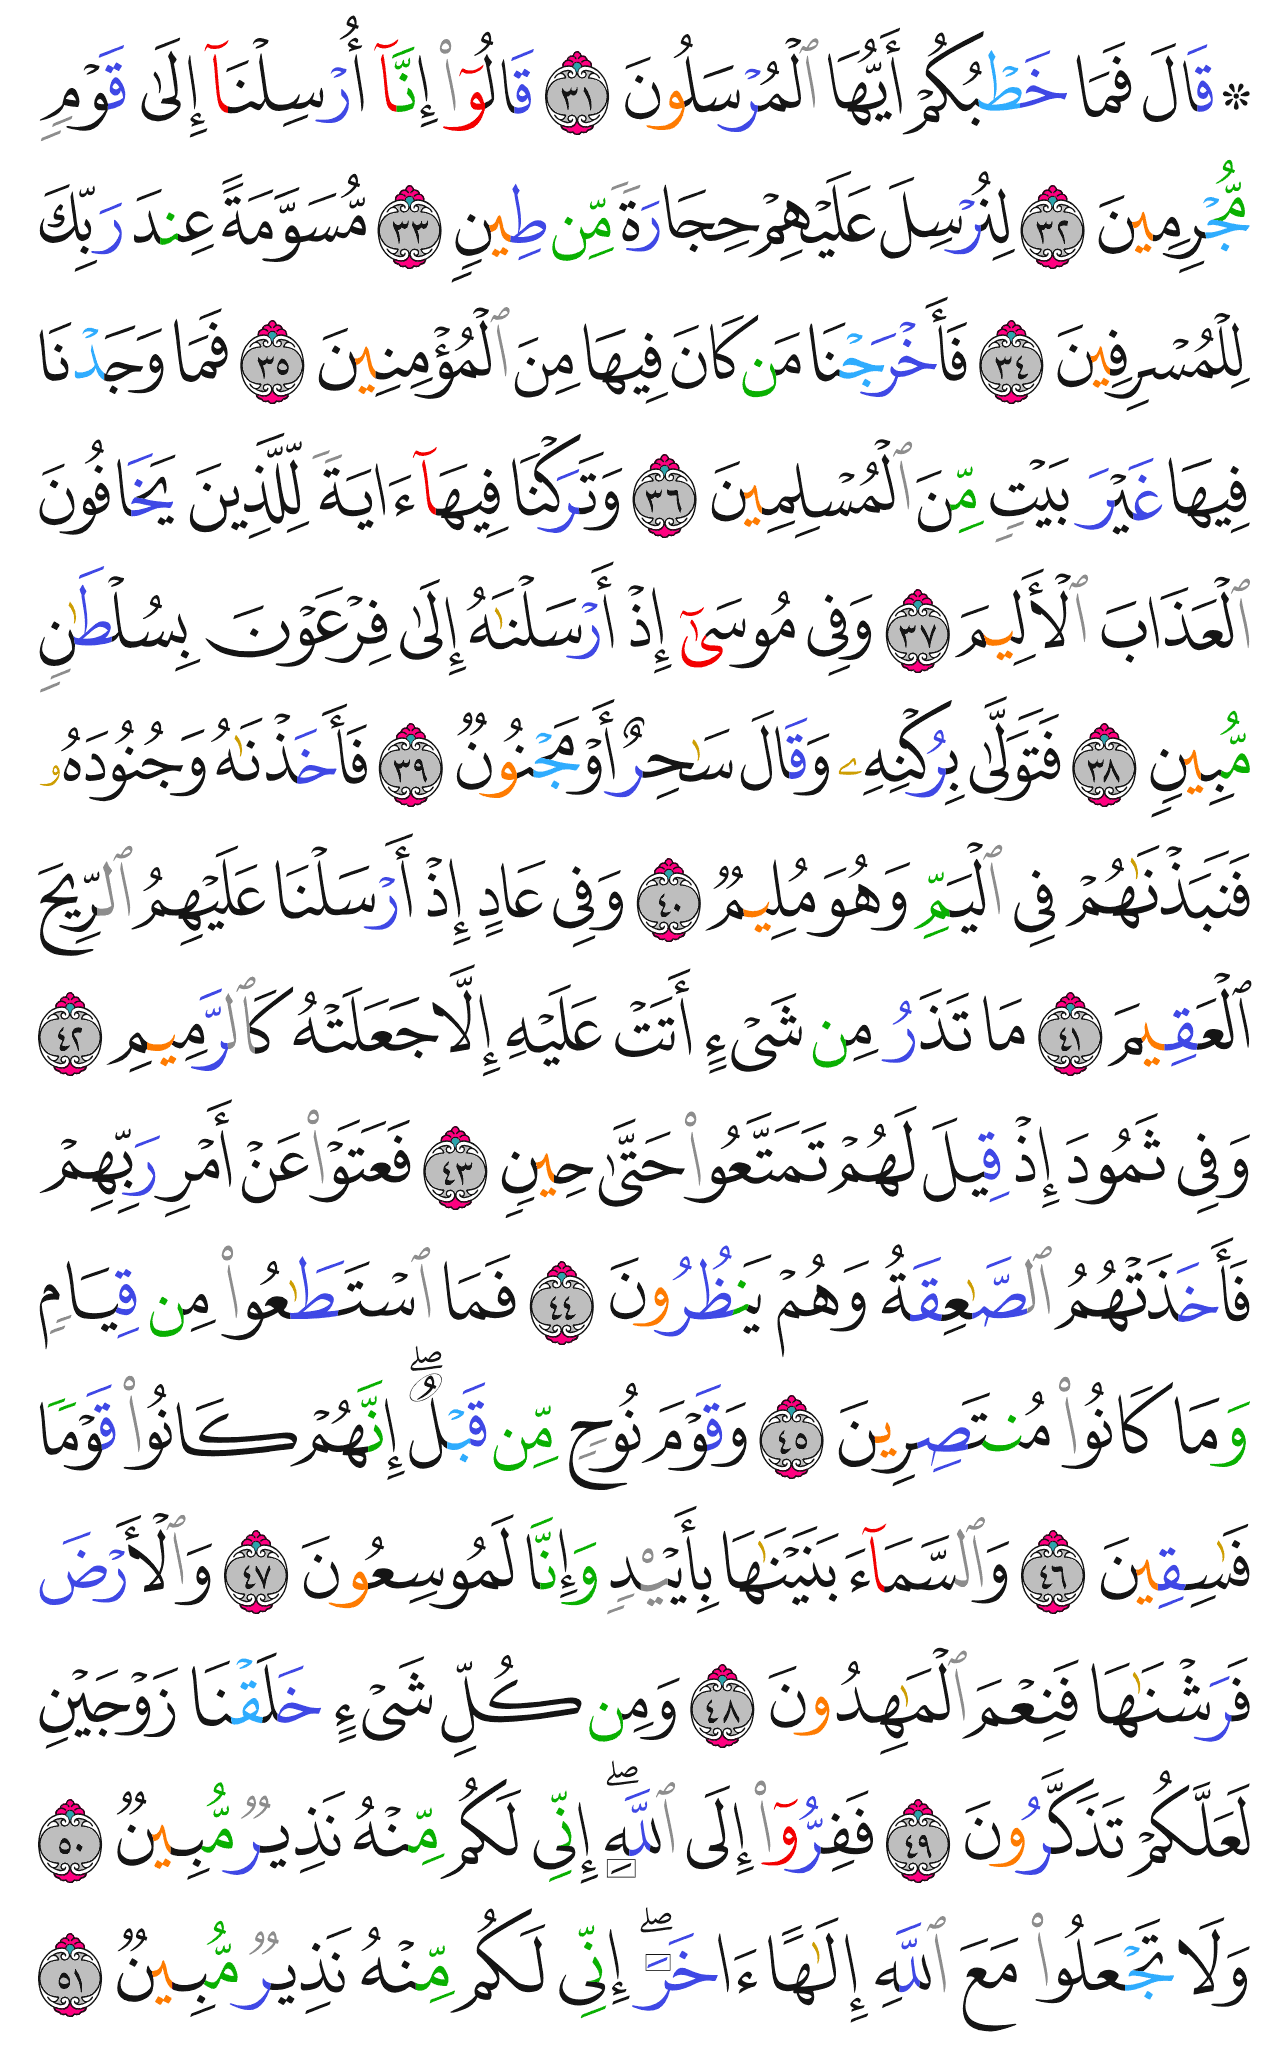 ۞ قَالَ فَمَا خَطْبُكُمْ أَيُّهَا ٱلْمُرْسَلُونَ ٣١ قَالُوٓا۟ إِنَّآ أُرْسِلْنَآ إِلَىٰ قَوْمٍ
مُّجْرِمِينَ ٣٢ لِنُرْسِلَ عَلَيْهِمْ حِجَارَةً مِّن طِينٍ ٣٣ مُّسَوَّمَةً عِندَ رَبِّكَ
لِلْمُسْرِفِينَ ٣٤ فَأَخْرَجْنَا مَن كَانَ فِيهَا مِنَ ٱلْمُؤْمِنِينَ ٣٥ فَمَا وَجَدْنَا
فِيهَا غَيْرَ بَيْتٍ مِّنَ ٱلْمُسْلِمِينَ ٣٦ وَتَرَكْنَا فِيهَآ ءَايَةً لِّلَّذِينَ يَخَافُونَ
ٱلْعَذَابَ ٱلْأَلِيمَ ٣٧ وَفِى مُوسَىٰٓ إِذْ أَرْسَلْنَـٰهُ إِلَىٰ فِرْعَوْنَ بِسُلْطَـٰنٍ
مُّبِينٍ ٣٨ فَتَوَلَّىٰ بِرُكْنِهِۦ وَقَالَ سَـٰحِرٌ أَوْ مَجْنُونٌ ٣٩ فَأَخَذْنَـٰهُ وَجُنُودَهُۥ
فَنَبَذْنَـٰهُمْ فِى ٱلْيَمِّ وَهُوَ مُلِيمٌ ٤٠ وَفِى عَادٍ إِذْ أَرْسَلْنَا عَلَيْهِمُ ٱلرِّيحَ
ٱلْعَقِيمَ ٤١ مَا تَذَرُ مِن شَىْءٍ أَتَتْ عَلَيْهِ إِلَّا جَعَلَتْهُ كَٱلرَّمِيمِ ٤٢
وَفِى ثَمُودَ إِذْ قِيلَ لَهُمْ تَمَتَّعُوا۟ حَتَّىٰ حِينٍ ٤٣ فَعَتَوْا۟ عَنْ أَمْرِ رَبِّهِمْ
فَأَخَذَتْهُمُ ٱلصَّـٰعِقَةُ وَهُمْ يَنظُرُونَ ٤٤ فَمَا ٱسْتَطَـٰعُوا۟ مِن قِيَامٍ
وَمَا كَانُوا۟ مُنتَصِرِينَ ٤٥ وَقَوْمَ نُوحٍ مِّن قَبْلُ ۖ إِنَّهُمْ كَانُوا۟ قَوْمًا
فَـٰسِقِينَ ٤٦ وَٱلسَّمَآءَ بَنَيْنَـٰهَا بِأَيْي۟دٍ وَإِنَّا لَمُوسِعُونَ ٤٧ وَٱلْأَرْضَ
فَرَشْنَـٰهَا فَنِعْمَ ٱلْمَـٰهِدُونَ ٤٨ وَمِن كُلِّ شَىْءٍ خَلَقْنَا زَوْجَيْنِ
لَعَلَّكُمْ تَذَكَّرُونَ ٤٩ فَفِرُّوٓا۟ إِلَى ٱللَّهِ ۖ إِنِّى لَكُم مِّنْهُ نَذِيرٌ مُّبِينٌ ٥٠
وَلَا تَجْعَلُوا۟ مَعَ ٱللَّهِ إِلَـٰهًا ءَاخَرَ ۖ إِنِّى لَكُم مِّنْهُ نَذِيرٌ مُّبِينٌ ٥١